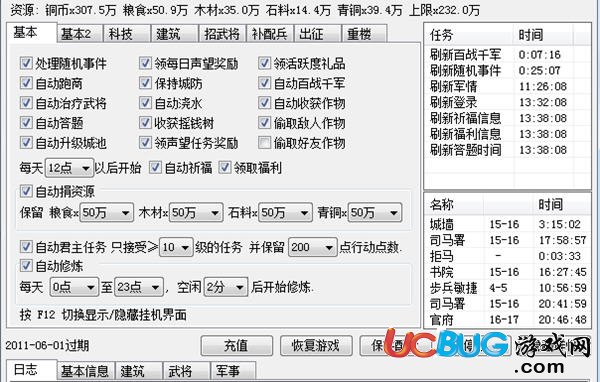 资源: 铜币x307.5万 粮食x50.9万 木材x35.0万 石料x14.4万 青铜x39.4万 上限x232.0万
基本 基本2 科技 建筑 招武将 补配兵 出征 重楼
处理随机事件 领每日声望奖励 领活跃度礼品
自动跑商 保持城防 自动百战千军
自动治疗武将 自动浇水 自动收获作物
自动答题 收获摇钱树 偷取敌人作物
自动升级城池 领声望任务奖励 偷取好友作物
每天 12点 以后开始 自动祈福 领取福利
自动捐资源
保留 粮食x 50万 木材x 50万 石料x 50万 青铜x 50万
自动君主任务 只接受≥ 10 级的任务 并保留 200 点行动点数.
自动修炼
每天 0点 至 23点 , 空闲 2分 后开始修炼.
按 F12 切换显示/隐藏挂机界面
任务 时间
刷新百战千军 0:07:16
刷新随机事件 0:25:07
刷新军情 11:26:08
刷新登录 13:32:08
刷新祈福信息 13:38:08
刷新福利信息 13:38:08
刷新答题时间 13:38:08
名称 时间
城墙 15-16 3:15:02
司马署 15-16 17:58:57
拒马 - 0:03:33
书院 15-16 16:27:45
步兵敏捷 4-5 10:56:59
司马署 15-16 20:41:59
官府 16-17 20:46:48
2011-06-01过期 充值 恢复游戏
日志 基本信息 建筑 武将 军事
UCBUG游戏网
.com